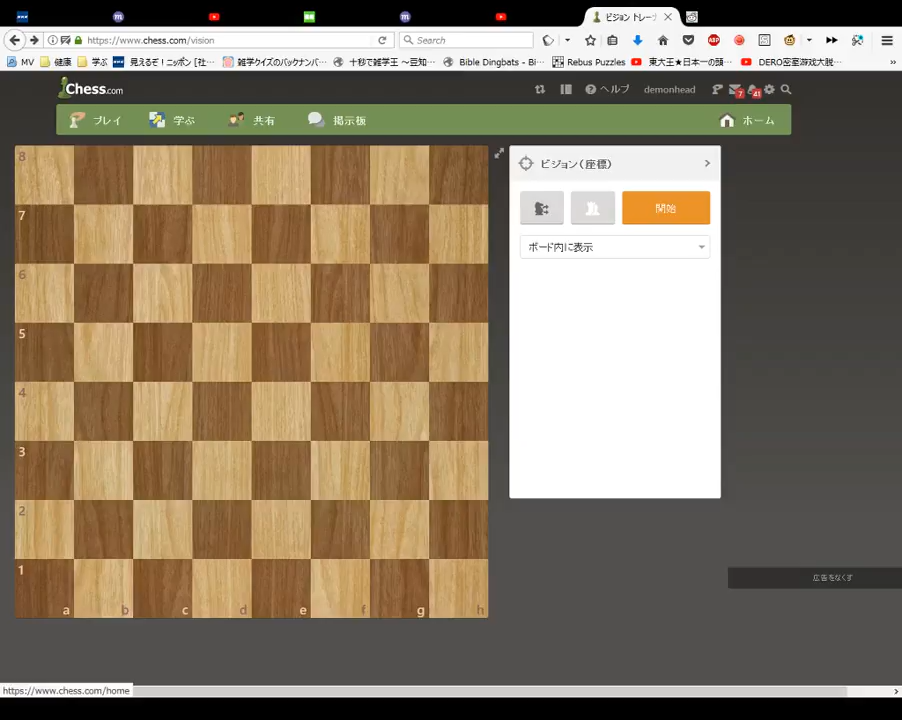 ビジョン トレーナ
https://www.chess.com/vision
Search
MV
健康
学ぶ
見えるぞ！ニッポン [社…
雑学クイズのバックナンバ…
十秒で雑学王 ～豆知…
Bible Dingbats - Bi…
Rebus Puzzles
東大王★日本一の頭…
DERO密室游戏大脱…
Chess.com
ヘルプ
demonhead
7
41
プレイ
学ぶ
共有
掲示板
ホーム
8
7
6
5
4
3
2
1
a b c d e f g h
ビジョン（座標）
開始
ボード内に表示
広告をなくす
https://www.chess.com/home